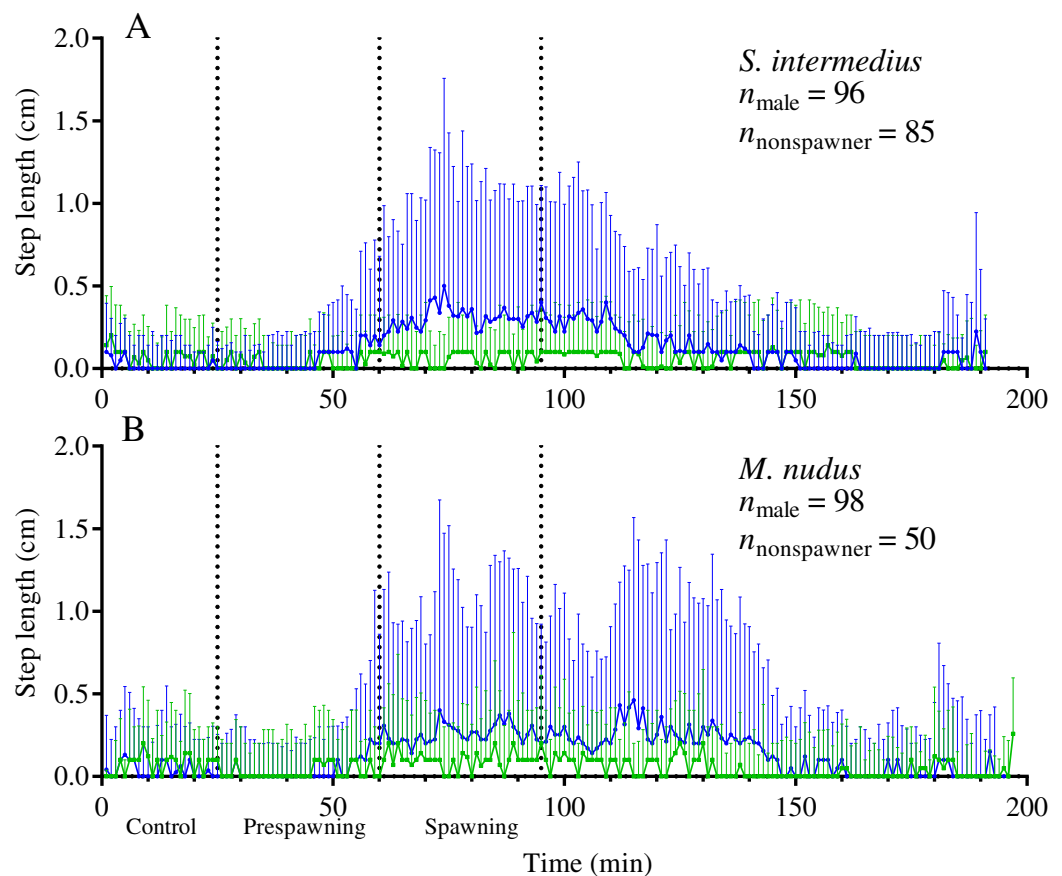 A
2.0
1.5
1.0
0.5
0.0
Step length (cm)
S. intermedius
nmale = 96
nnonspawner = 85
0 50 100 150 200
B
2.0
1.5
1.0
0.5
0.0
Step length (cm)
M. nudus
nmale = 98
nnonspawner = 50
0 50 100 150 200
Control Prespawning Spawning
Time (min)